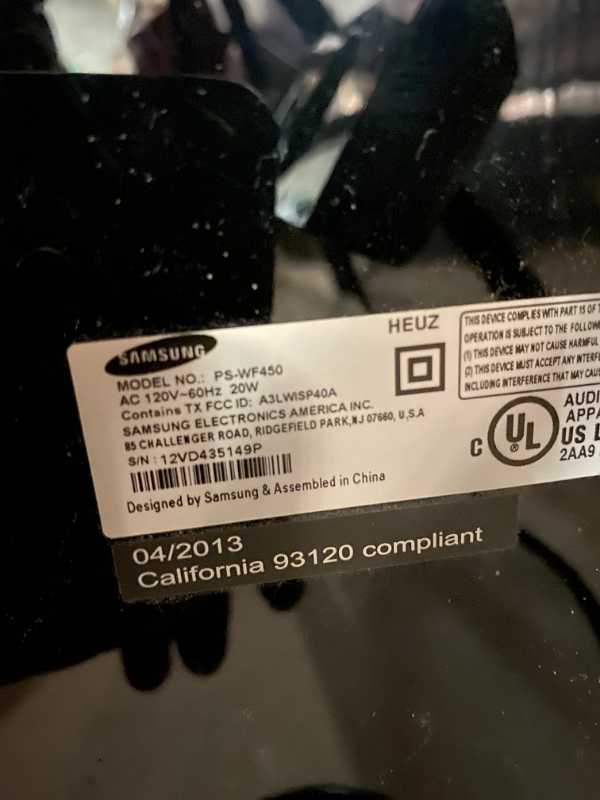 SAMSUNG
MODEL NO.: PS-WF450
AC 120V~60Hz 20W
Contains TX FCC ID: A3LWISP40A
SAMSUNG ELECTRONICS AMERICA INC.
85 CHALLENGER ROAD, RIDGEFIELD PARK,NJ 07660, U,S.A
S/N : 12VD435149P
Designed by Samsung & Assembled in China
HEUZ
THIS DEVICE COMPLIES WITH PART 15 OF
OPERATION IS SUBJECT TO THE
(1) THIS DEVICE MAY NOT CAUSE HARMFUL
(2) THIS DEVICE MUST ACCEPT ANY
INCLUDING INTERFERENCE THAT MAY
C UL ®
US
2AA9
04/2013
California 93120 compliant